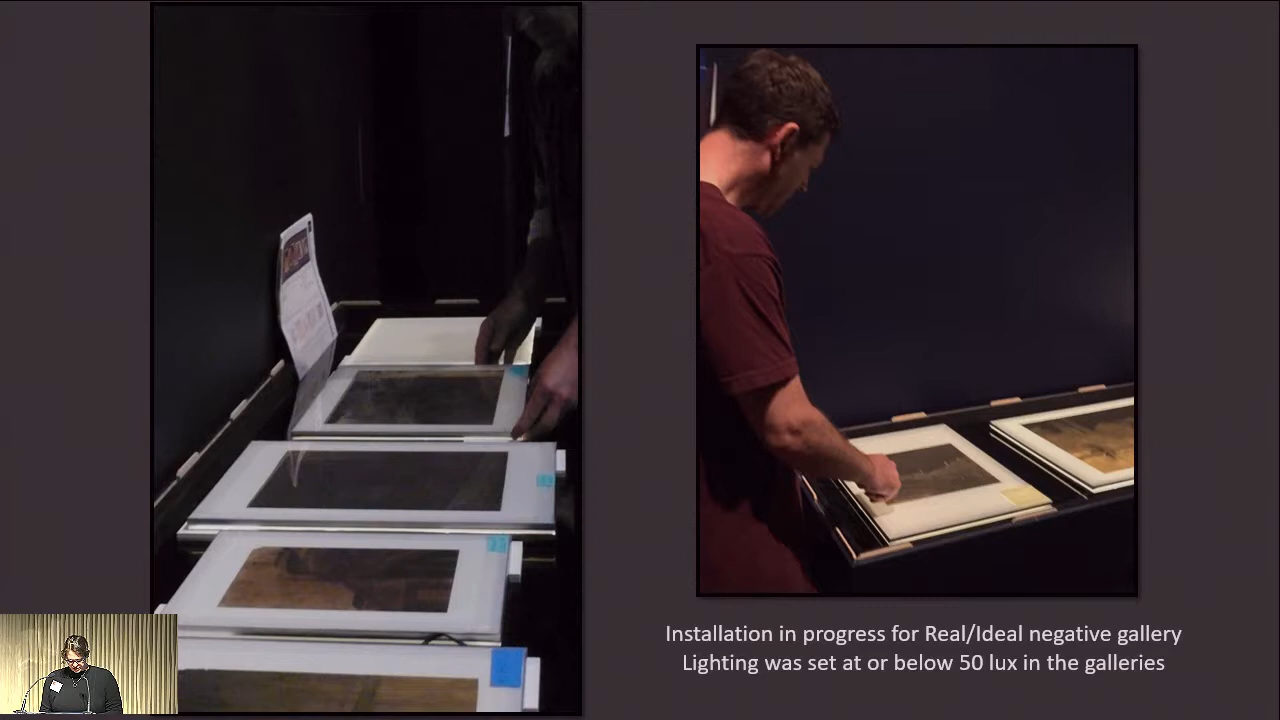 Installation in progress for Real/Ideal negative gallery
Lighting was set at or below 50 lux in the galleries